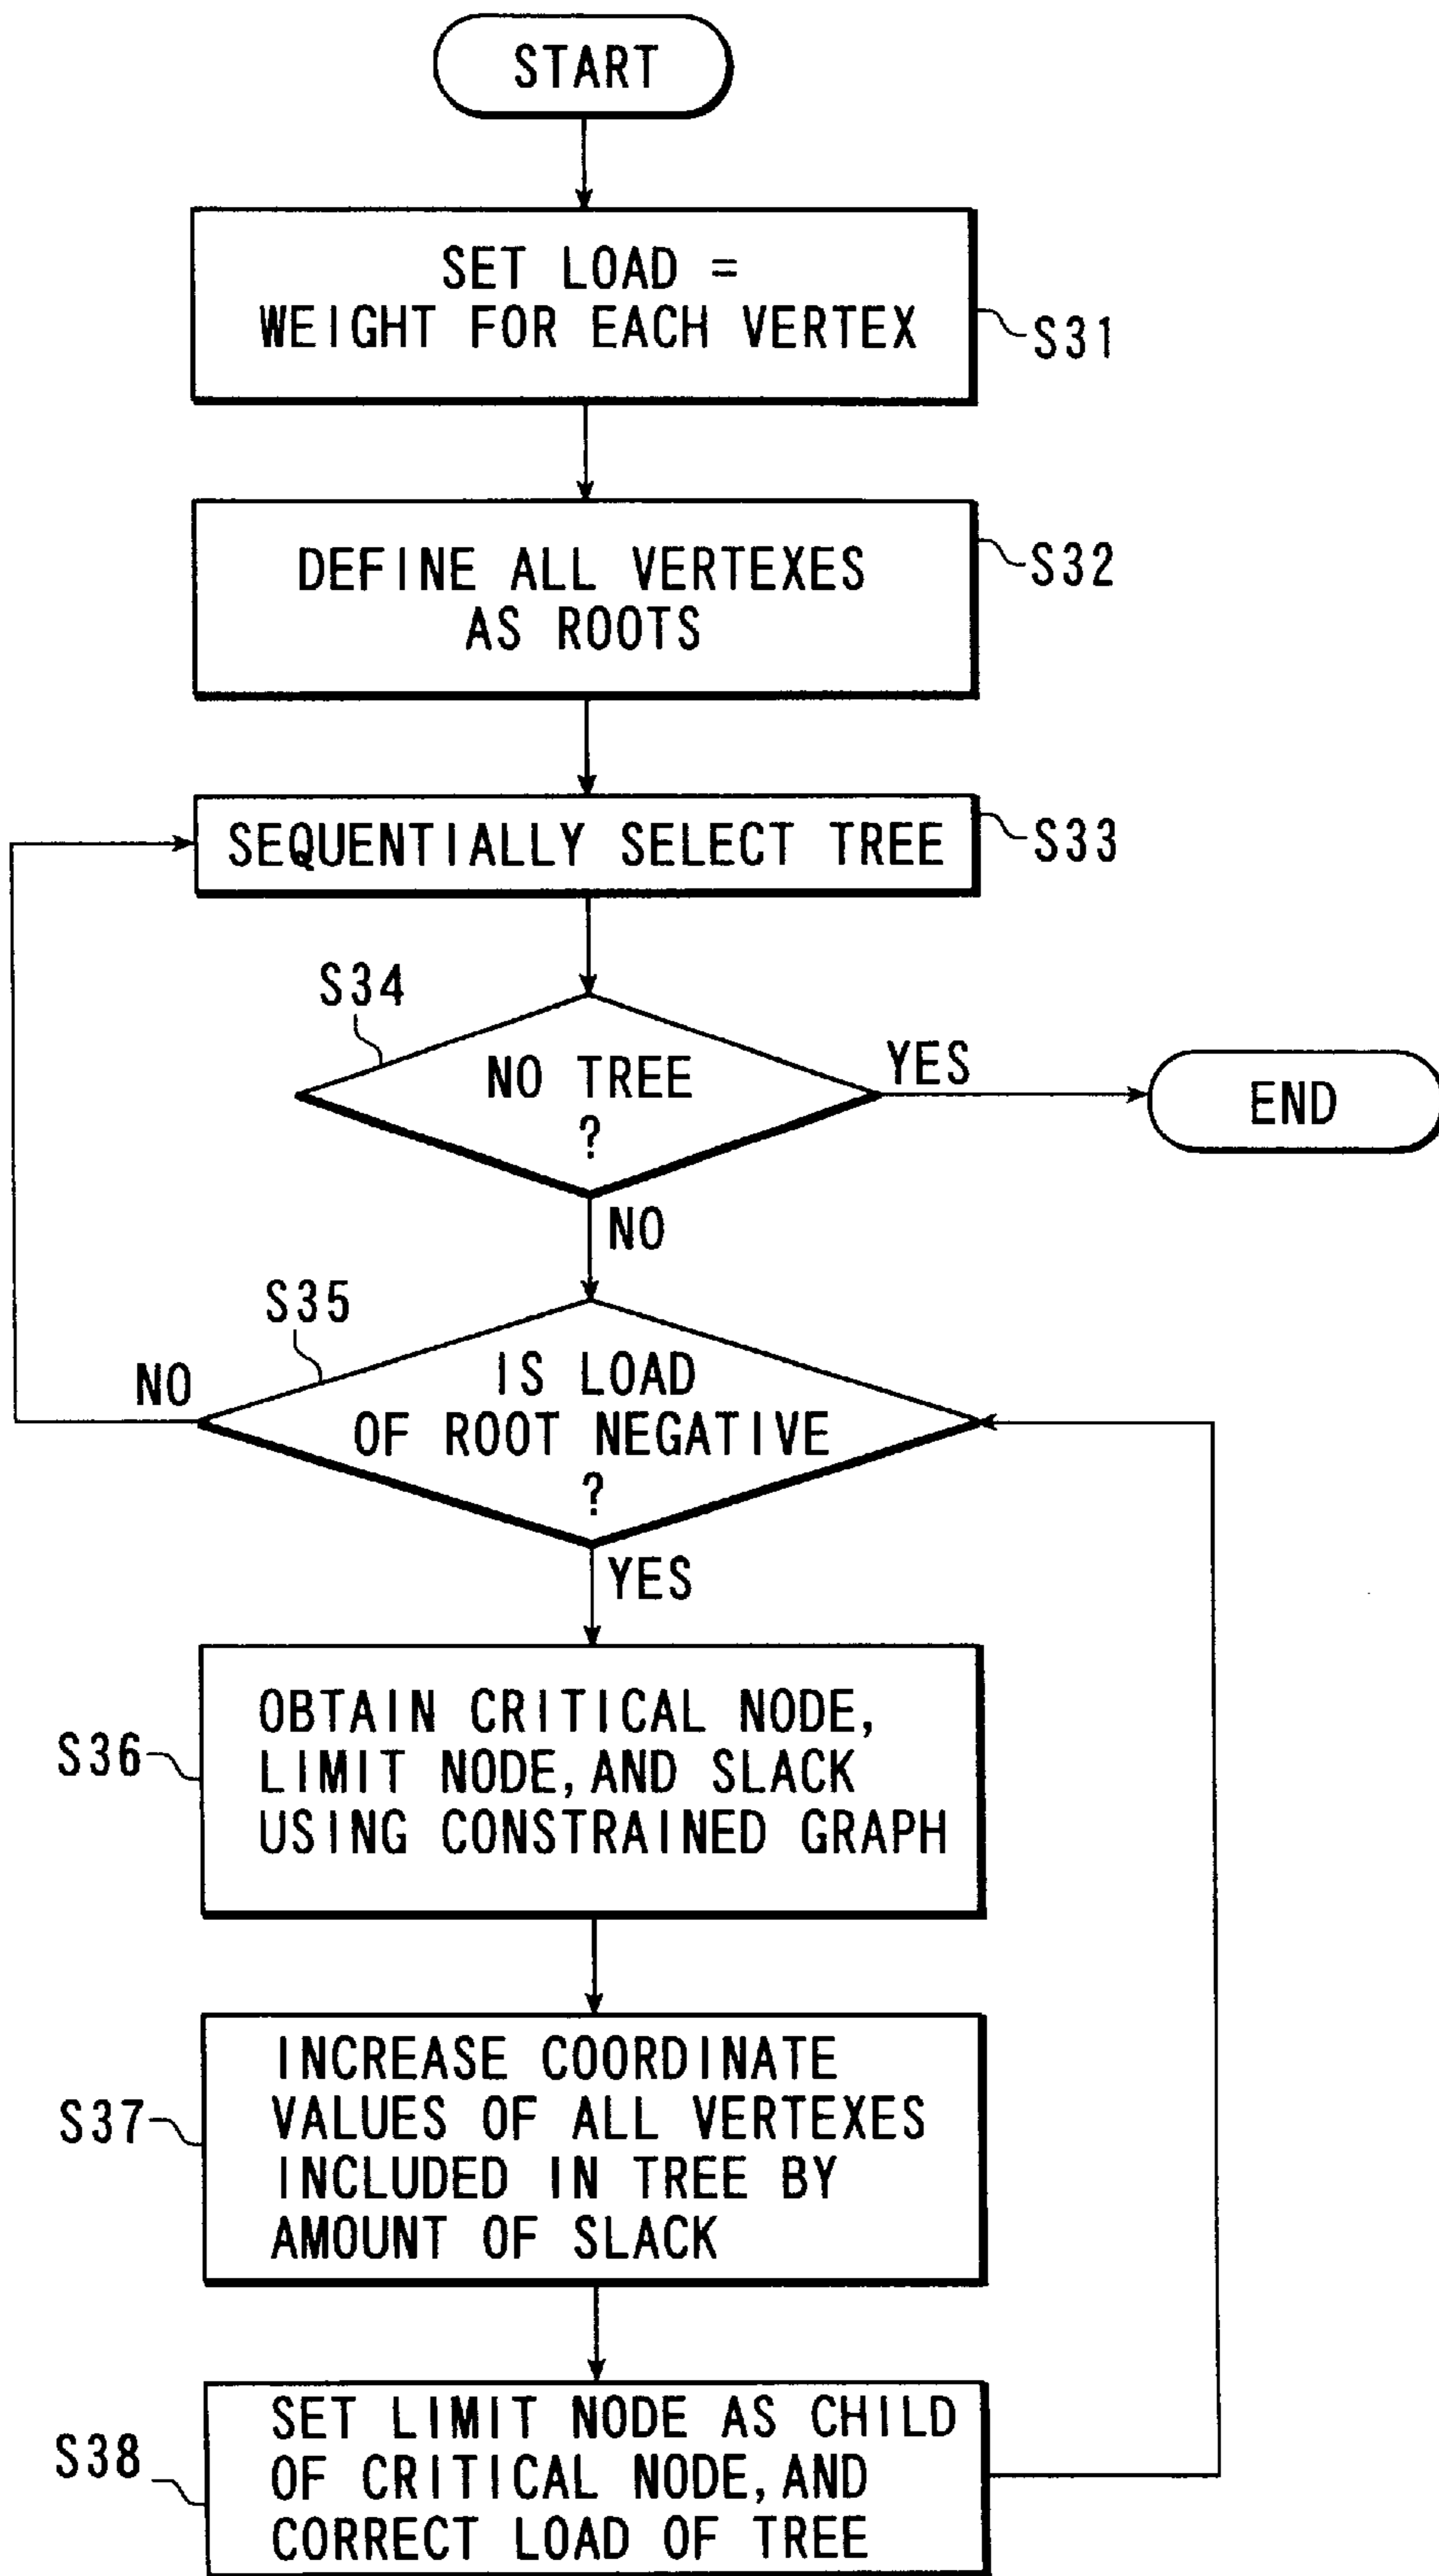 START
SET LOAD =
WEIGHT FOR EACH VERTEX
S31
DEFINE ALL VERTEXES
AS ROOTS
S32
SEQUENTIALLY SELECT TREE
S33
S34
NO TREE
?
YES
END
NO
S35
IS LOAD
OF ROOT NEGATIVE
?
NO
YES
S36
OBTAIN CRITICAL NODE,
LIMIT NODE, AND SLACK
USING CONSTRAINED GRAPH
S37
INCREASE COORDINATE
VALUES OF ALL VERTEXES
INCLUDED IN TREE BY
AMOUNT OF SLACK
S38
SET LIMIT NODE AS CHILD
OF CRITICAL NODE, AND
CORRECT LOAD OF TREE